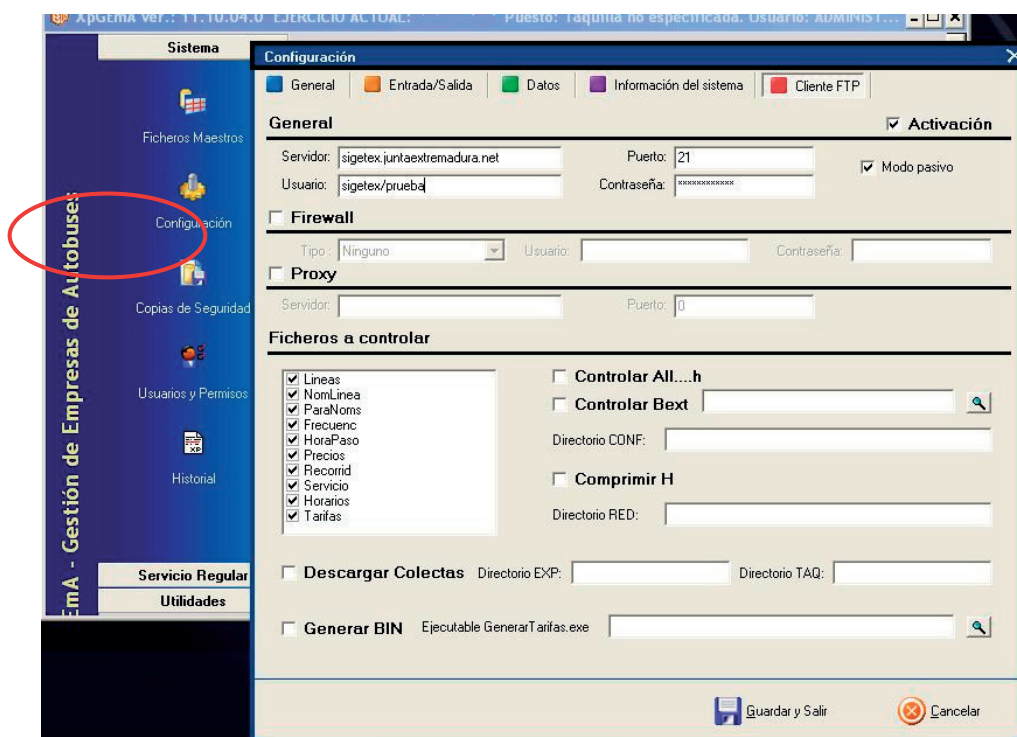 XpGEmA Ver.: 11.10.04.0 EJERCICIO ACTUAL: Puesto: Taquilla no especificada. Usuario: ADMINIST...
Sistema
Ficheros Maestros
Configuración
Copias de Seguridad
Usuarios y Permisos
Historial
Servicio Regular
Utilidades
EmA - Gestión de Empresas de Autobuses
Configuración
General Entrada/Salida Datos Información del sistema Cliente FTP
General Activación
Servidor: sigetex.juntaextremadura.net Puerto: 21 Modo pasivo
Usuario: sigetex/prueba Contraseña: ************
Firewall
Tipo : Ninguno Usuario: Contraseña:
Proxy
Servidor: Puerto: 0
Ficheros a controlar
Lineas
NomLinea
ParaNoms
Frecuenc
HoraPaso
Precios
Recorrid
Servicio
Horarios
Tarifas
Controlar All....h
Controlar Bext
Directorio CONF:
Comprimir H
Directorio RED:
Descargar Colectas Directorio EXP: Directorio TAQ:
Generar BIN Ejecutable GenerarTarifas.exe
Guardar y Salir Cancelar